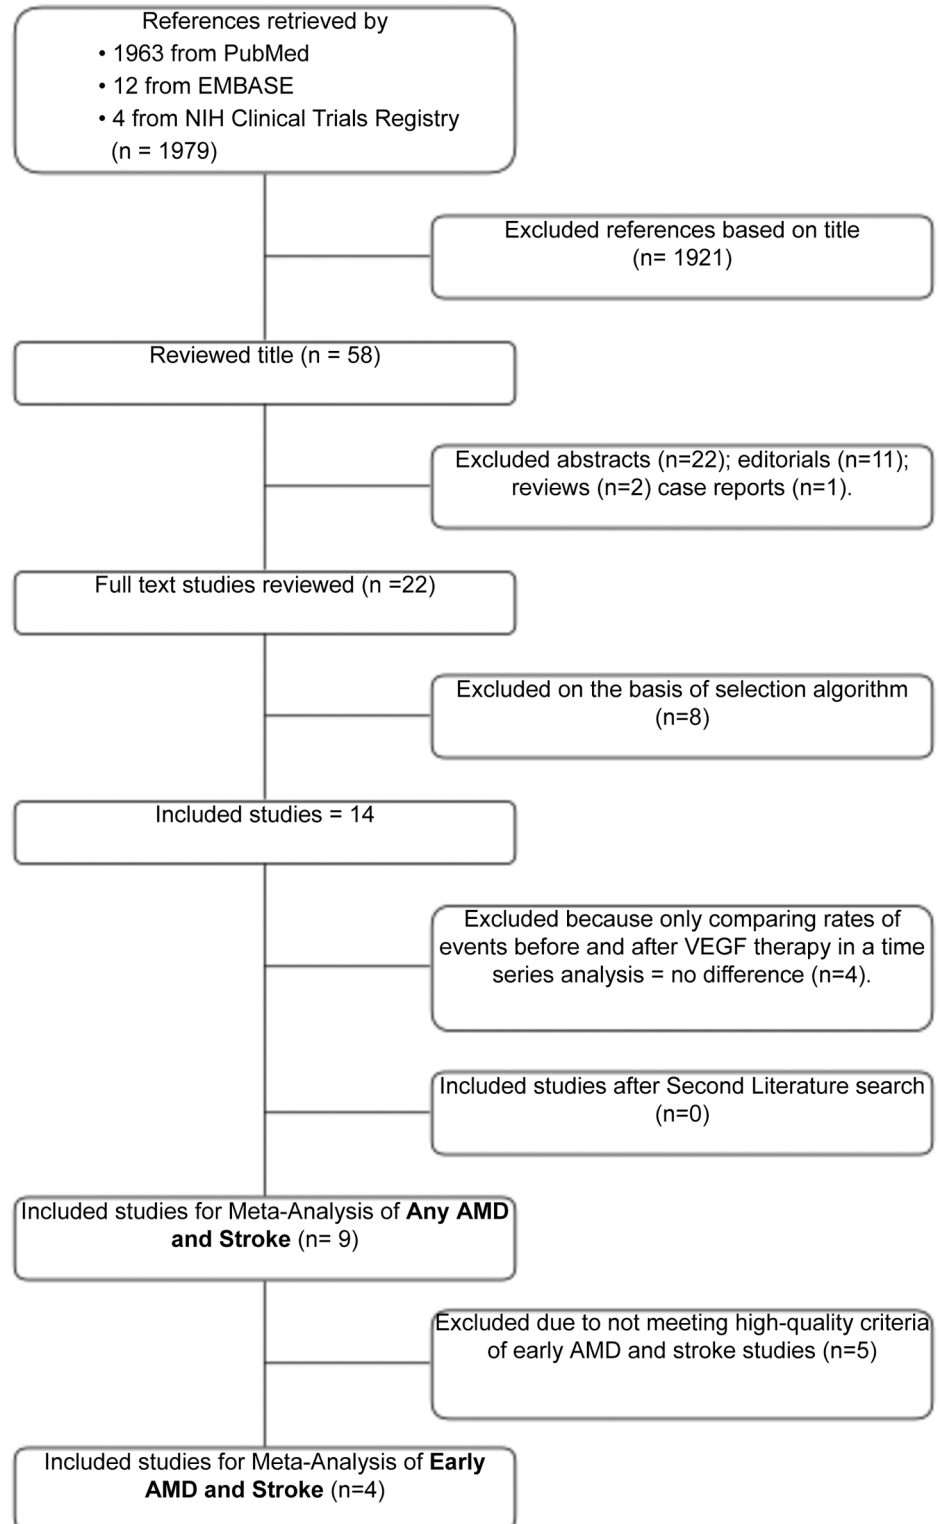 References retrieved by
• 1963 from PubMed
• 12 from EMBASE
• 4 from NIH Clinical Trials Registry
(n = 1979)
Excluded references based on title
(n= 1921)
Reviewed title (n = 58)
Excluded abstracts (n=22); editorials (n=11);
reviews (n=2) case reports (n=1).
Full text studies reviewed (n =22)
Excluded on the basis of selection algorithm
(n=8)
Included studies = 14
Excluded because only comparing rates of
events before and after VEGF therapy in a time
series analysis = no difference (n=4).
Included studies after Second Literature search
(n=0)
Included studies for Meta-Analysis of Any AMD
and Stroke (n= 9)
Excluded due to not meeting high-quality criteria
of early AMD and stroke studies (n=5)
Included studies for Meta-Analysis of Early
AMD and Stroke (n=4)